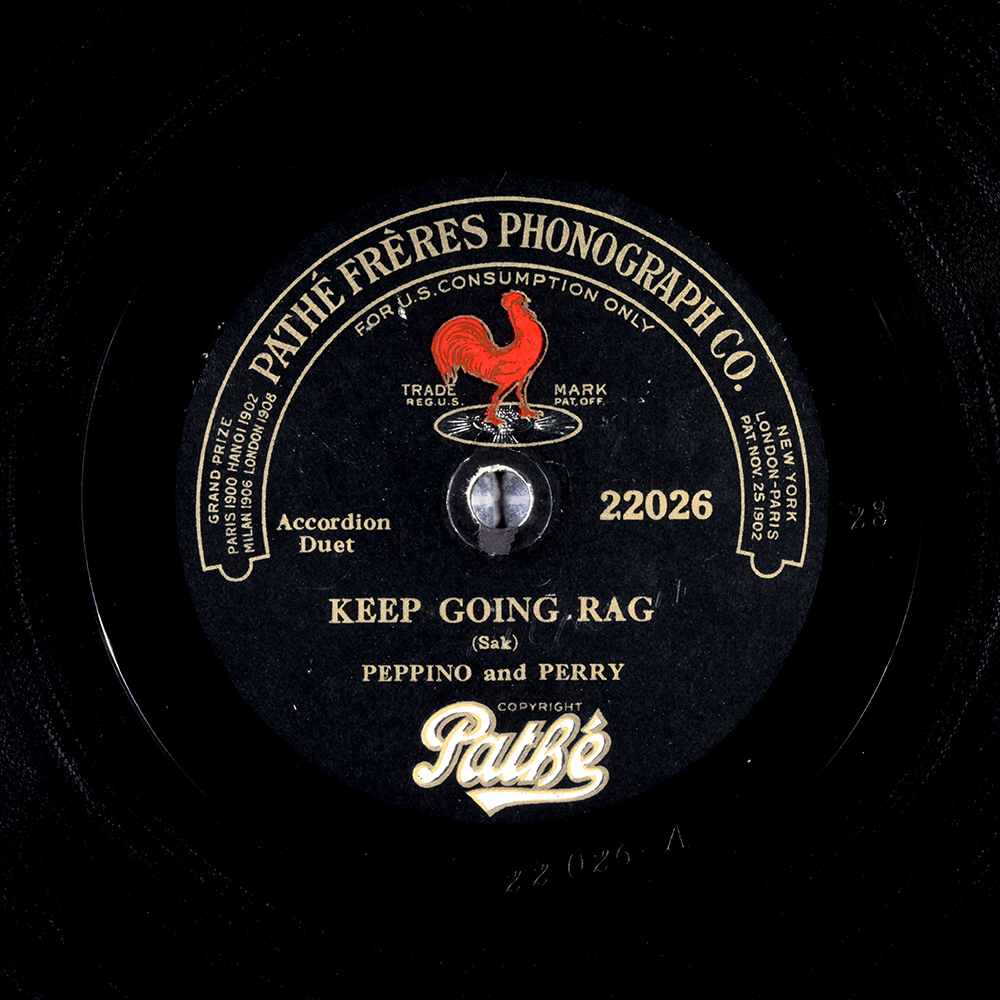 PATHÉ FRÈRES PHONOGRAPH CO.
FOR U.S. CONSUMPTION ONLY
TRADE MARK
REG. U.S. PAT. OFF.
GRAND PRIZE
PARIS 1900 HANOI 1902
MILAN 1906 LONDON 1908
NEW YORK
LONDON-PARIS
PAT. NOV. 25 1902
Accordion
Duet
22026
KEEP GOING RAG
(Sak)
PEPPINO and PERRY
COPYRIGHT
Pathé
28
22026-A